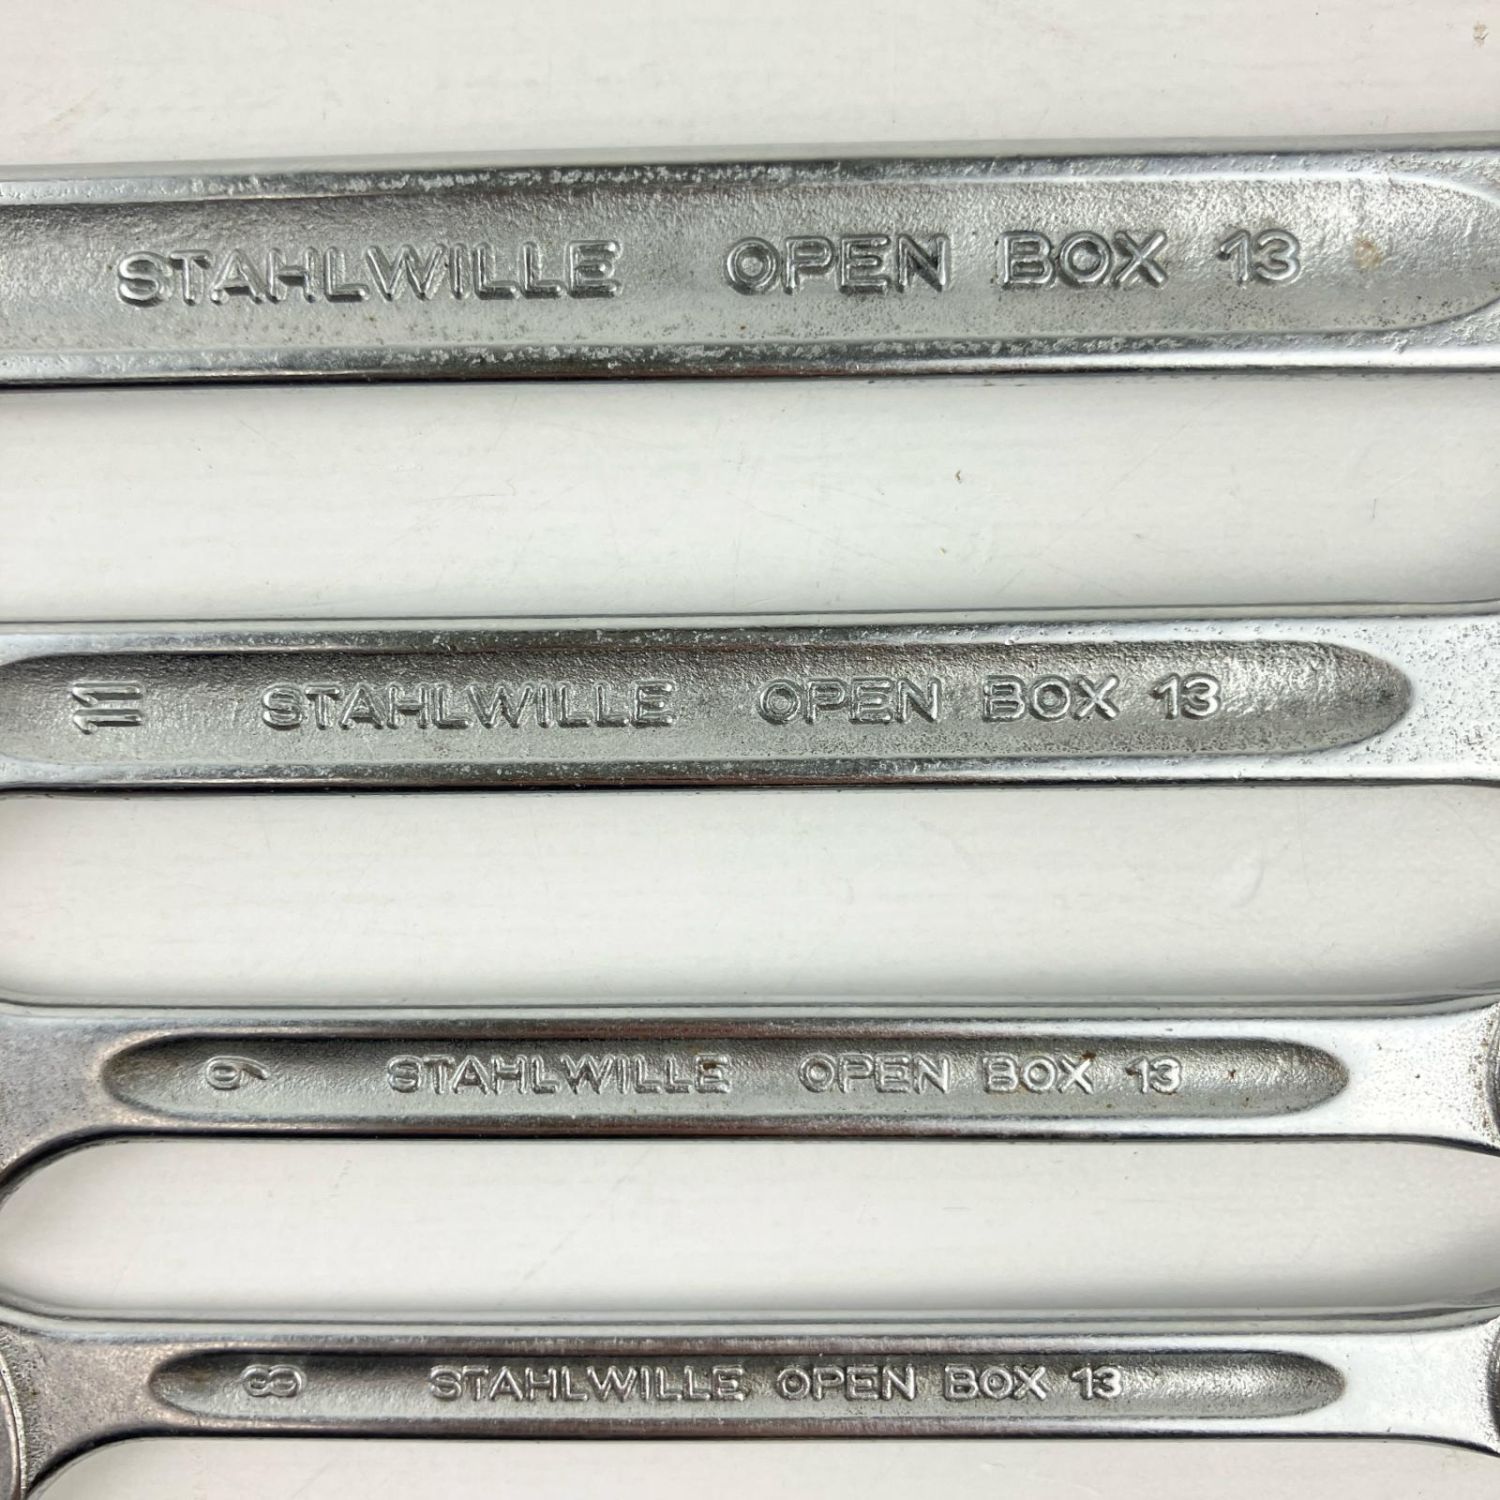 STAHLWILLE OPEN BOX 13
11 STAHLWILLE OPEN BOX 13
9 STAHLWILLE OPEN BOX 13
8 STAHLWILLE OPEN BOX 13